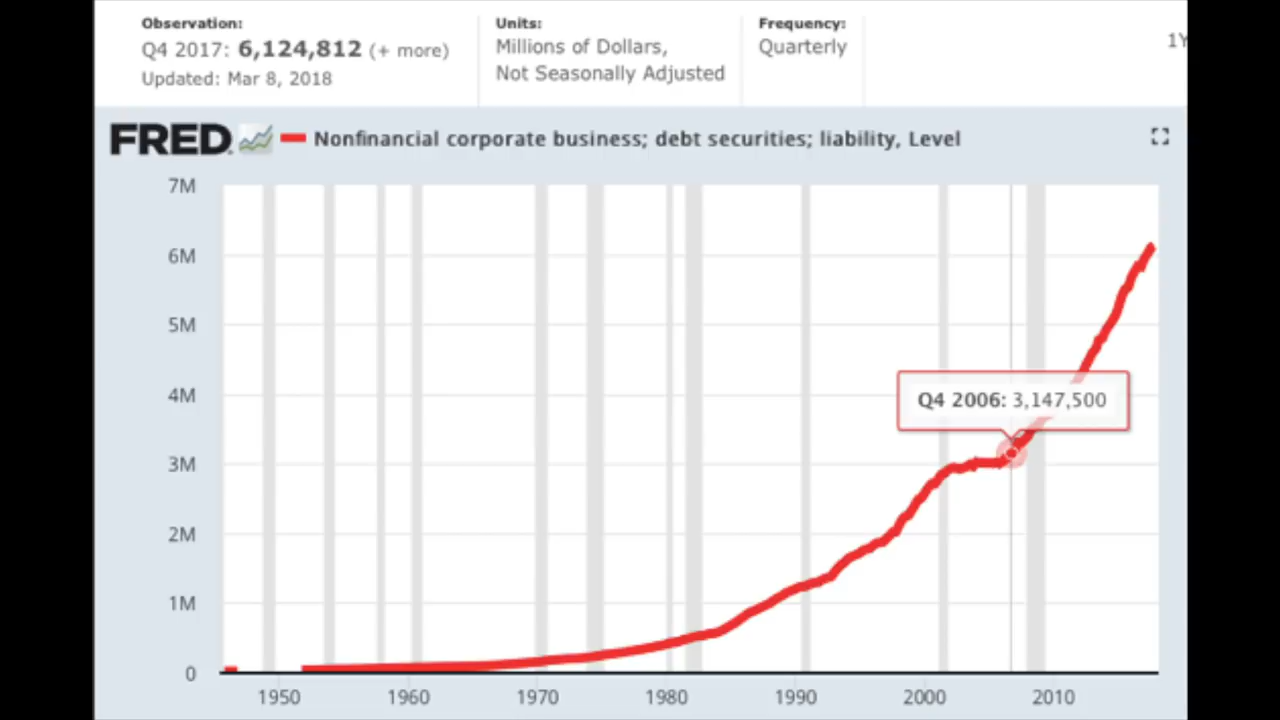 Observation:
Q4 2017: 6,124,812 (+ more)
Updated: Mar 8, 2018
Units:
Millions of Dollars,
Not Seasonally Adjusted
Frequency:
Quarterly
1Y
FRED
Nonfinancial corporate business; debt securities; liability, Level
7M
6M
5M
4M
3M
2M
1M
0
Q4 2006: 3,147,500
1950 1960 1970 1980 1990 2000 2010